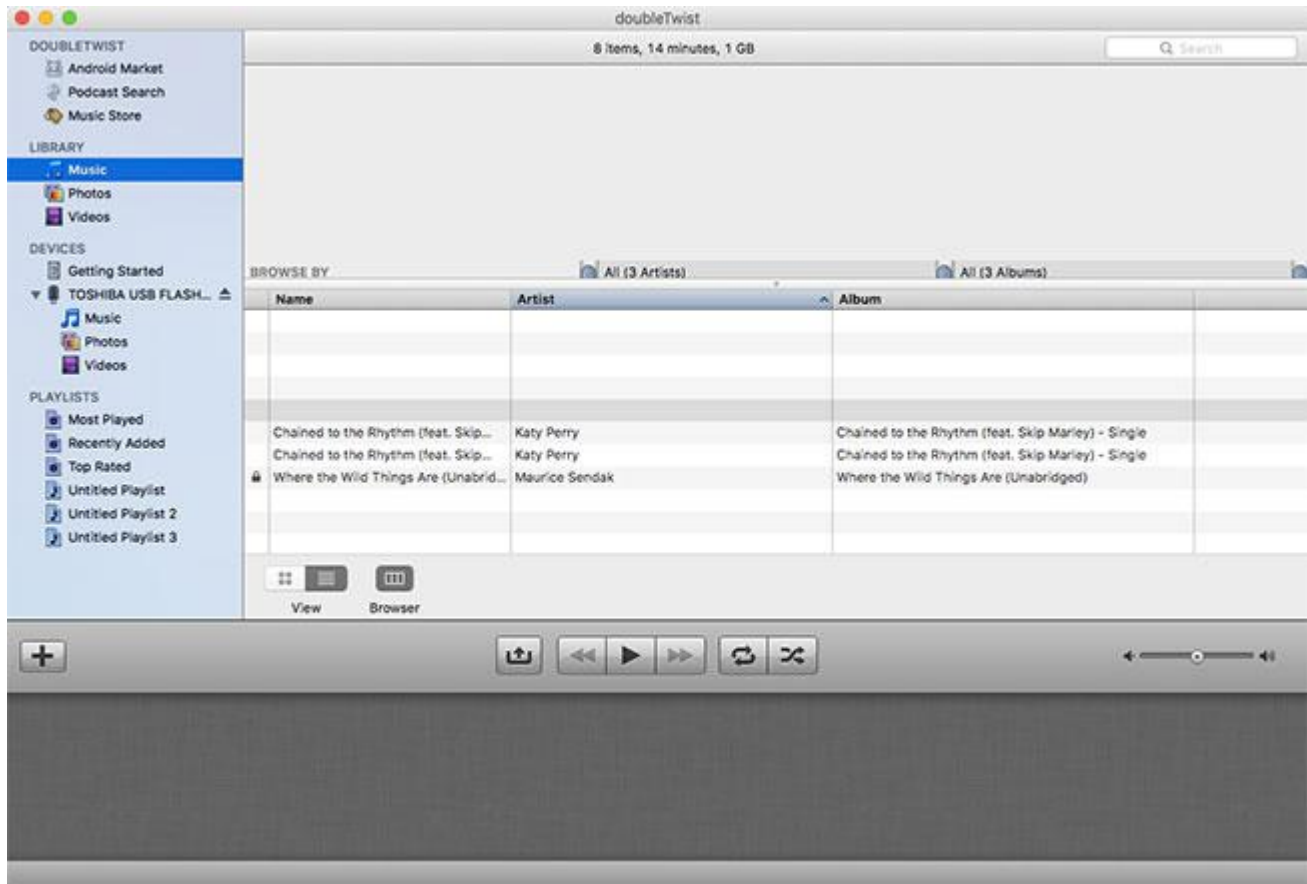 doubleTwist
8 items, 14 minutes, 1 GB
Search
DOUBLETWIST
Android Market
Podcast Search
Music Store
LIBRARY
Music
Photos
Videos
DEVICES
Getting Started
TOSHIBA USB FLASH...
Music
Photos
Videos
PLAYLISTS
Most Played
Recently Added
Top Rated
Untitled Playlist
Untitled Playlist 2
Untitled Playlist 3
BROWSE BY All (3 Artists) All (3 Albums)
Name Artist Album
Chained to the Rhythm (feat. Skip... Katy Perry Chained to the Rhythm (feat. Skip Marley) - Single
Chained to the Rhythm (feat. Skip... Katy Perry Chained to the Rhythm (feat. Skip Marley) - Single
Where the Wild Things Are (Unabrid... Maurice Sendak Where the Wild Things Are (Unabridged)
View Browser